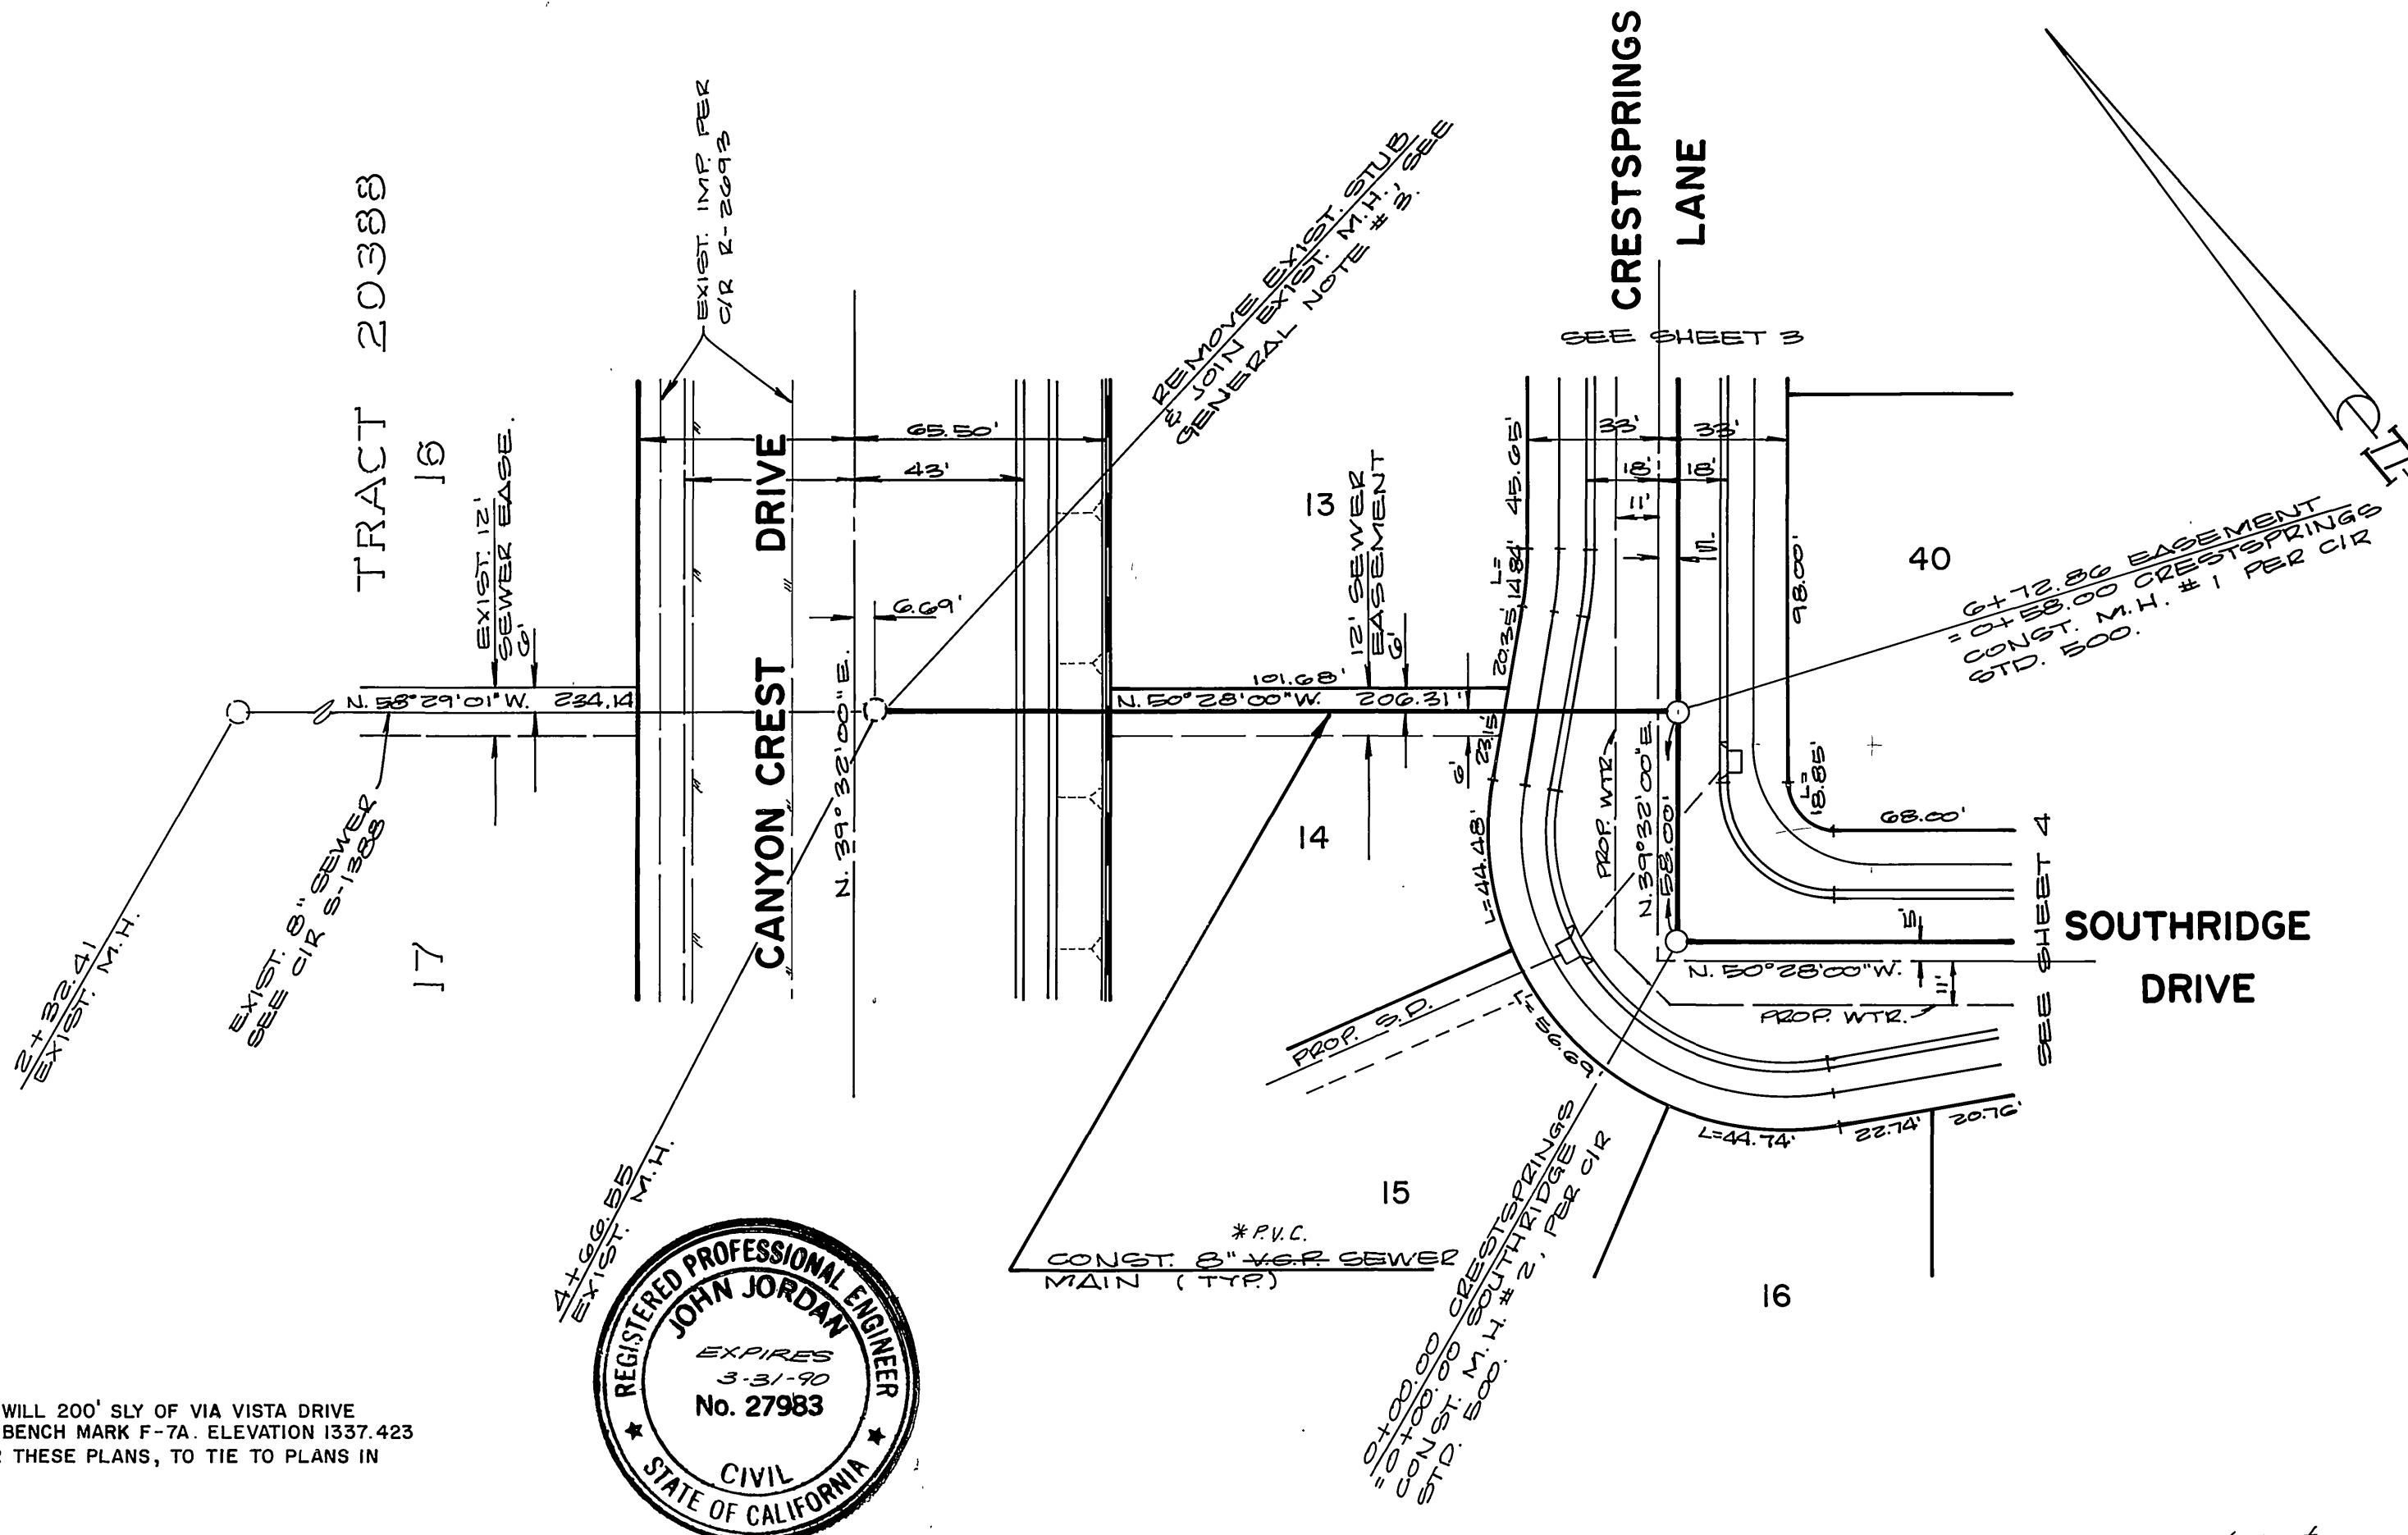 TRACT 20388
16
17
EXIST. 12'
SEWER EASE.
6'
EXIST. IMP. PER
C/R R-2693
65.50'
43'
6.69'
CANYON CREST DRIVE
N. 39°32'00"E.
N. 58°29'01"W. 234.14
2+32.41
EXIST. M.H.
EXIST. 8" SEWER
SEE C/R S-1388
4+66.55
EXIST. M.H.
REMOVE EXIST. STUB
& JOIN EXIST. M.H., SEE
GENERAL NOTE #3.
13
12' SEWER
EASEMENT
6'
101.68'
N. 50°28'00"W. 206.31'
6'
14
15
16
* P.V.C.
CONST. 8" V.C.P. SEWER
MAIN (TYP.)
CRESTSPRINGS
LANE
SEE SHEET 3
33' 33'
18' 18'
11'
5'
45.65'
L=
14.84'
20.35'
23.15'
L=44.48'
L=56.69'
L=44.74'
22.74'
20.76'
98.00'
40
L=
18.85'
68.00'
PROP. WTR.
N. 39°32'00"E.
58.00'
6+72.86 EASEMENT
= 0+58.00 CRESTSPRINGS
CONST. M.H. #1 PER C/R
STD. 500.
N. 50°28'00"W.
5'
11'
PROP. WTR.
SEE SHEET 4
SOUTHRIDGE
DRIVE
PROP. S.D.
0+00.00 CRESTSPRINGS
= 0+00.00 SOUTHRIDGE
CONST. M.H. #2, PER C/R
STD. 500.
REGISTERED PROFESSIONAL ENGINEER
JOHN JORDAN
EXPIRES
3-31-90
No. 27983
CIVIL
STATE OF CALIFORNIA
WILL 200' SLY OF VIA VISTA DRIVE
BENCH MARK F-7A. ELEVATION 1337.423
THESE PLANS, TO TIE TO PLANS IN